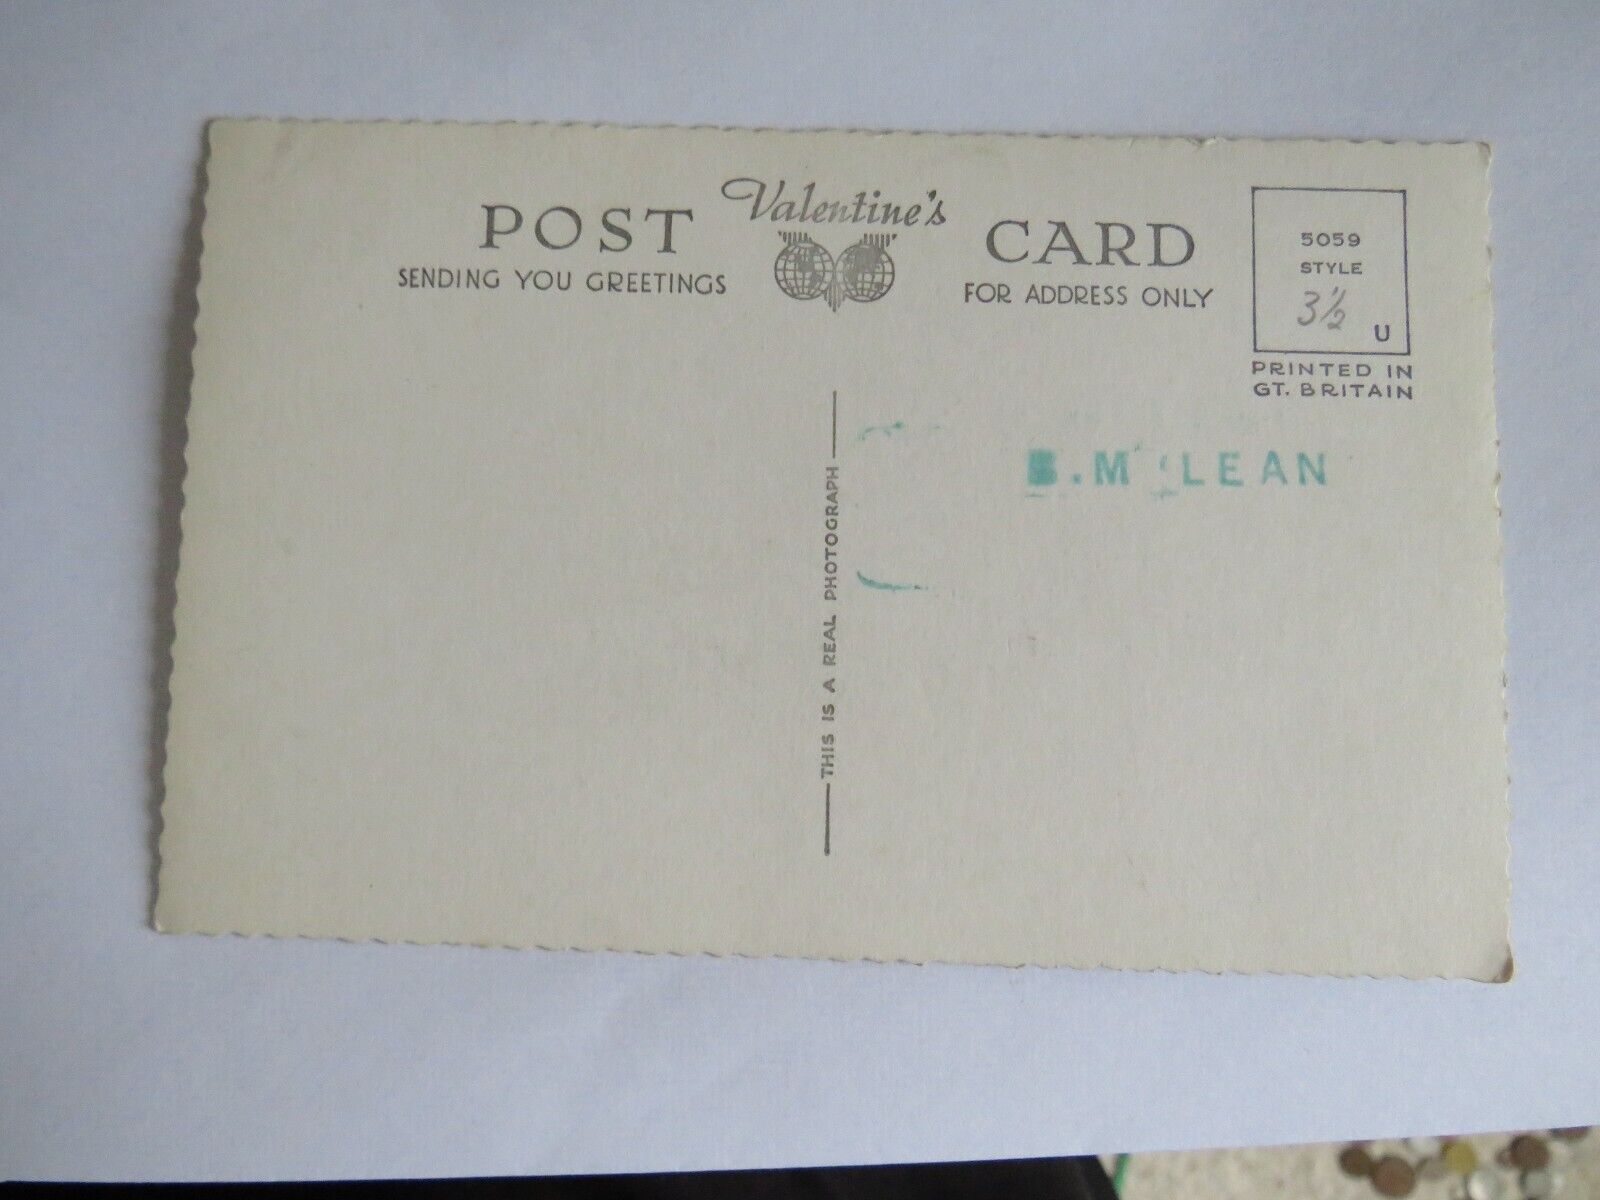 POST Valentine's CARD
SENDING YOU GREETINGS
FOR ADDRESS ONLY
5059
STYLE
3½
U
PRINTED IN
GT. BRITAIN
THIS IS A REAL PHOTOGRAPH
B. McLEAN